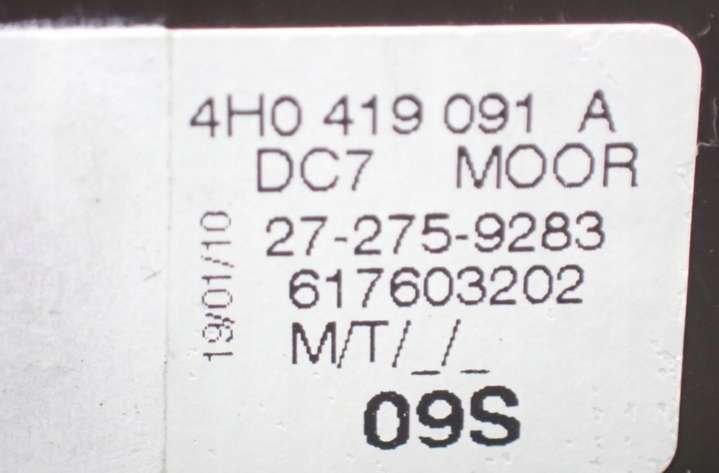 4H0 419 091 A
DC7 MOOR
19/01/10
27-275-9283
617603202
M/T/_/_
09S